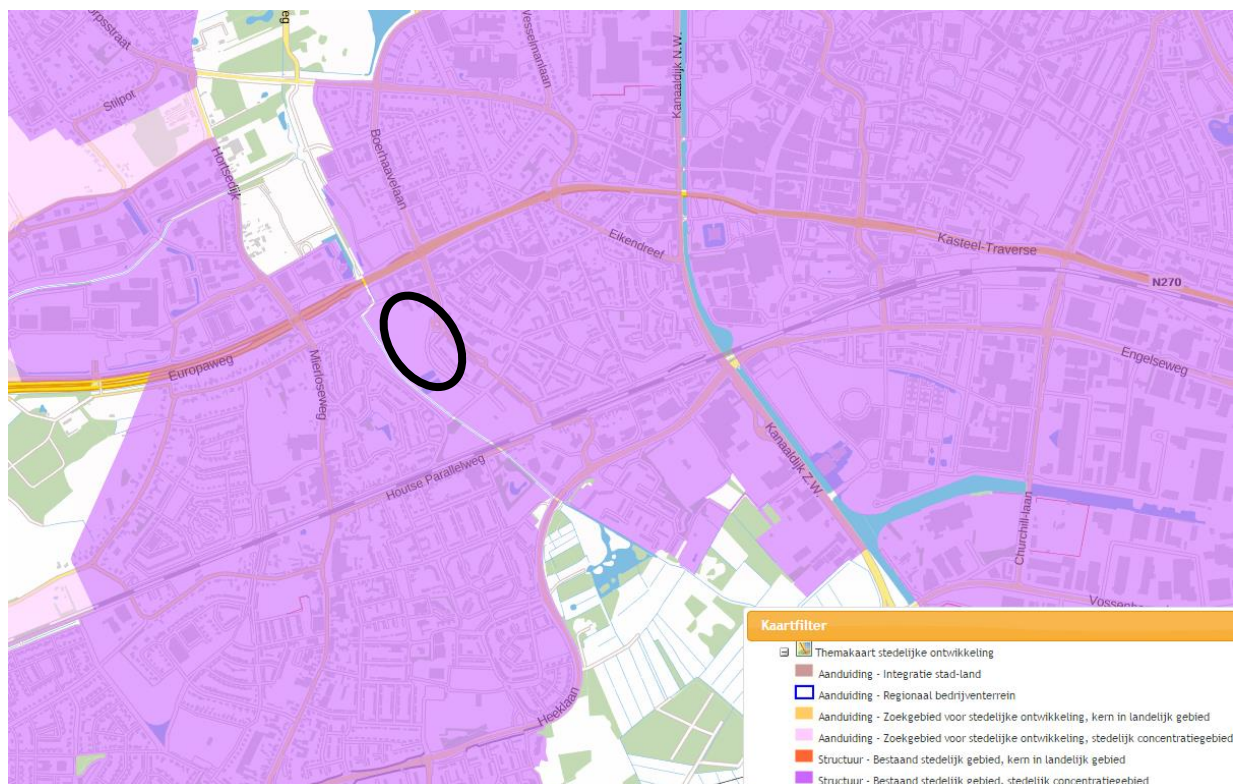 Stilpot
Hortsedijk
Boerhaavelaan
Kanaaldijk N.W.
Eikendreef
Kasteel-Traverse
N270
Engelseweg
Europaweg
Mierloseweg
Houtse Parallelweg
Kanaaldijk Z.W.
Churchill-laan
Heeklaan
Kaartfilter
Themakaart stedelijke ontwikkeling
Aanduiding - Integratie stad-land
Aanduiding - Regionaal bedrijventerrein
Aanduiding - Zoekgebied voor stedelijke ontwikkeling, kern in landelijk gebied
Aanduiding - Zoekgebied voor stedelijke ontwikkeling, stedelijk concentratiegebied
Structuur - Bestaand stedelijk gebied, kern in landelijk gebied
Structuur - Bestaand stedelijk gebied, stedelijk concentratiegebied